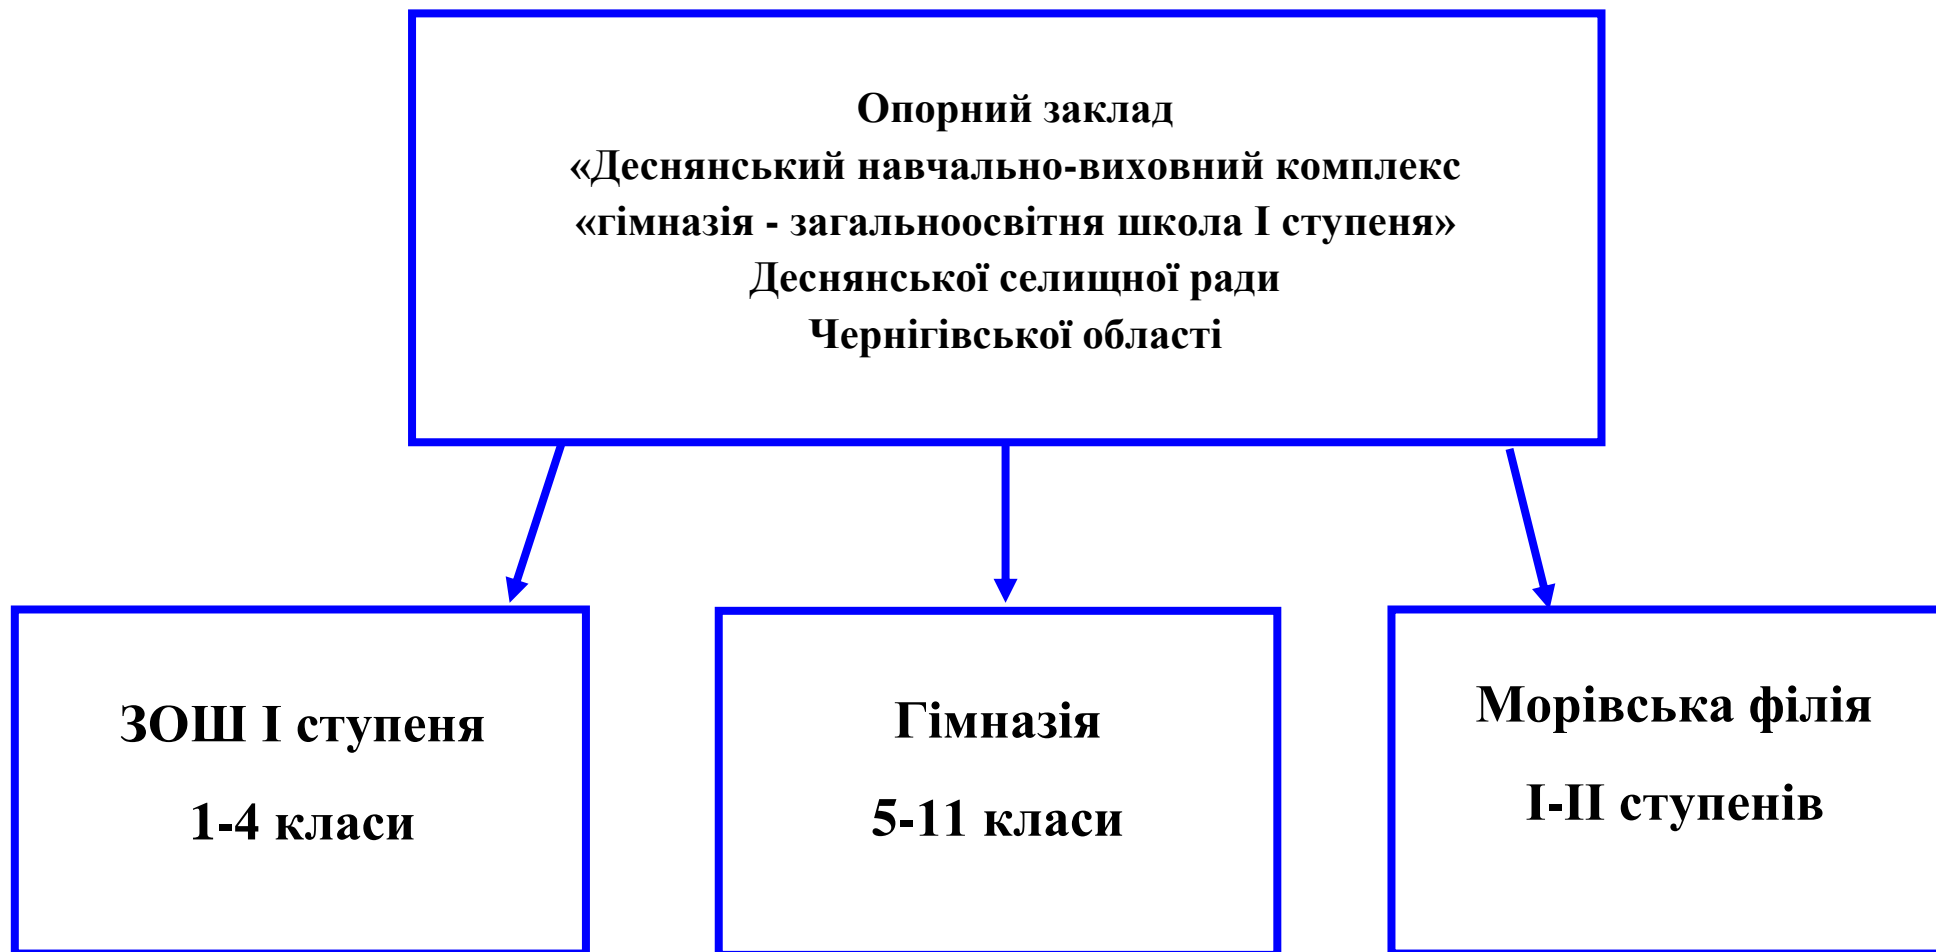 Опорний заклад
«Деснянський навчально-виховний комплекс
«гімназія - загальноосвітня школа І ступеня»
Деснянської селищної ради
Чернігівської області
ЗОШ І ступеня
1-4 класи
Гімназія
5-11 класи
Морівська філія
І-ІІ ступенів